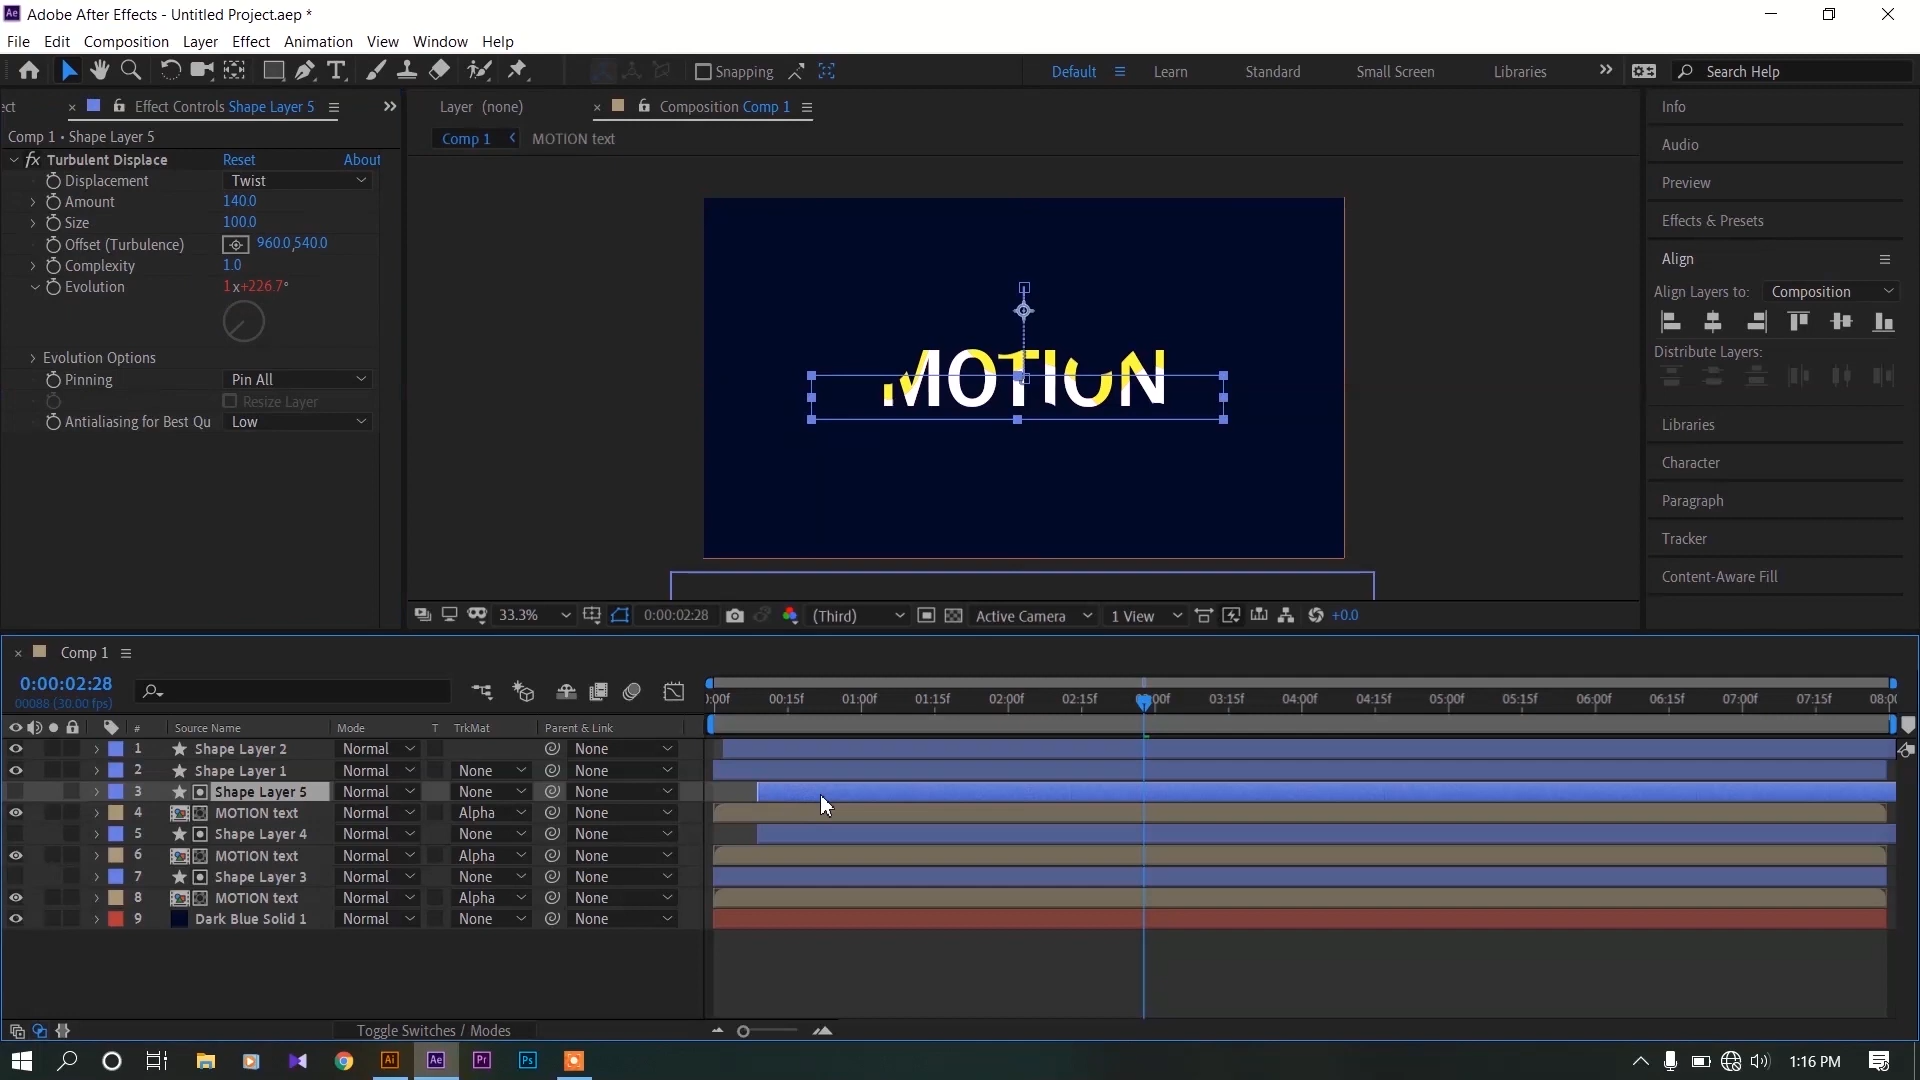 Ae Adobe After Effects - Untitled Project.aep *
File Edit Composition Layer Effect Animation View Window Help
Snapping Default Learn Standard Small Screen Libraries Search Help
ect Effect Controls Shape Layer 5
Comp 1 • Shape Layer 5
fx Turbulent Displace Reset About
Displacement Twist
Amount 140.0
Size 100.0
Offset (Turbulence) 960.0,540.0
Complexity 1.0
Evolution 1x+226.7°
Evolution Options
Pinning Pin All
Resize Layer
Antialiasing for Best Qu Low
Layer (none) Composition Comp 1
Comp 1 MOTION text
MOTION
33.3% 0:00:02:28 (Third) Active Camera 1 View +0.0
Info
Audio
Preview
Effects & Presets
Align
Align Layers to: Composition
Distribute Layers:
Libraries
Character
Paragraph
Tracker
Content-Aware Fill
Comp 1
0:00:02:28
00088 (30.00 fps)
:00f 00:15f 01:00f 01:15f 02:00f 02:15f 03:00f 03:15f 04:00f 04:15f 05:00f 05:15f 06:00f 06:15f 07:00f 07:15f 08:00
# Source Name Mode T TrkMat Parent & Link
1 Shape Layer 2 Normal None
2 Shape Layer 1 Normal None None
3 Shape Layer 5 Normal None None
4 MOTION text Normal Alpha None
5 Shape Layer 4 Normal None None
6 MOTION text Normal Alpha None
7 Shape Layer 3 Normal None None
8 MOTION text Normal Alpha None
9 Dark Blue Solid 1 Normal None None
Toggle Switches / Modes
Ai Ae Pr Ps 1:16 PM